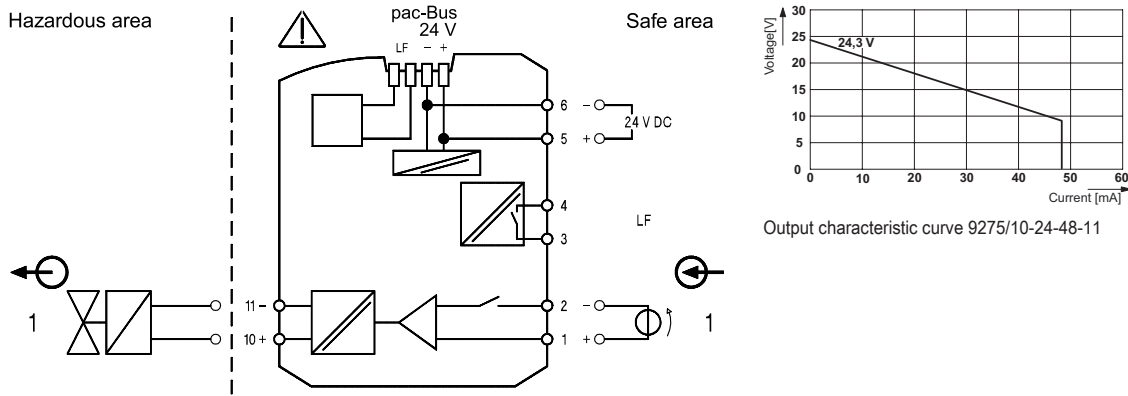 Hazardous area
pac-Bus
24 V
LF − +
Safe area
6 −
24 V DC
5 +
4
LF
3
1
11 −
10 +
2 −
1 +
1
Voltage[V]
30
25
20
15
10
5
0
24,3 V
0 10 20 30 40 50 60
Current [mA]
Output characteristic curve 9275/10-24-48-11